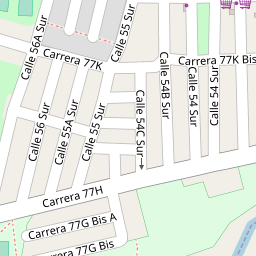 Calle 56A Sur
Calle 55 Sur
Carrera 77K
Carrera 77K Bis
Calle 56 Sur
Calle 55A Sur
Calle 55 Sur
Calle 54C Sur
Calle 54B Sur
Calle 54 Sur
Calle 54 Sur
Carrera 77H
Carrera 77G Bis A
Carrera 77G Bis